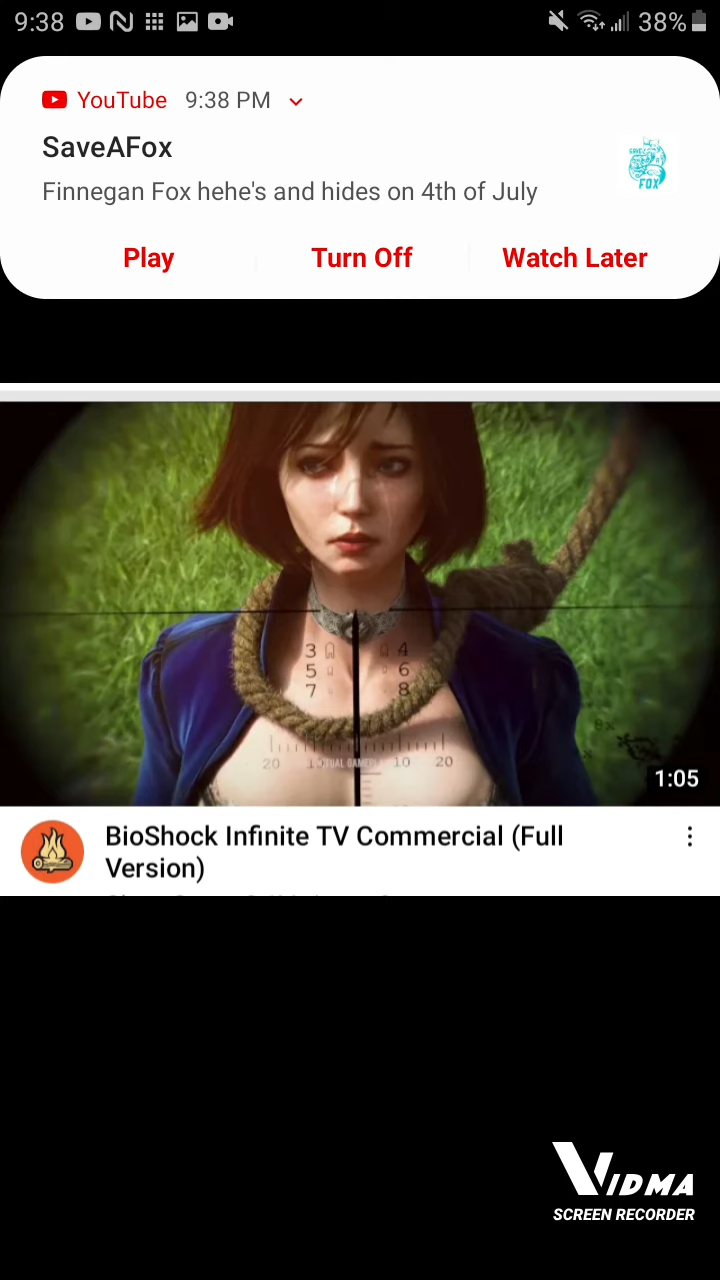 9:38
38%
YouTube 9:38 PM
SaveAFox
Finnegan Fox hehe's and hides on 4th of July
Play Turn Off Watch Later
FOX
3 4
5 6
7 8
20 10 20
1:05
BioShock Infinite TV Commercial (Full
Version)
VIDMA
SCREEN RECORDER